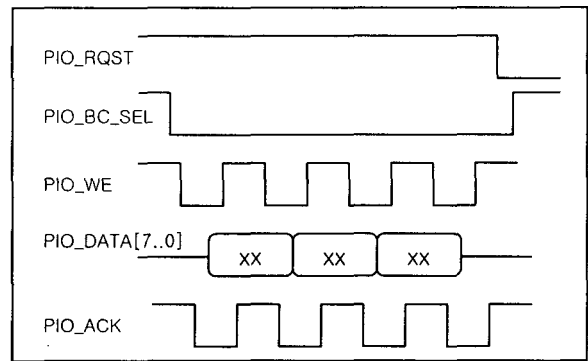 PIO_RQST
PIO_BC_SEL
PIO_WE
PIO_DATA[7..0]
XX XX XX
PIO_ACK